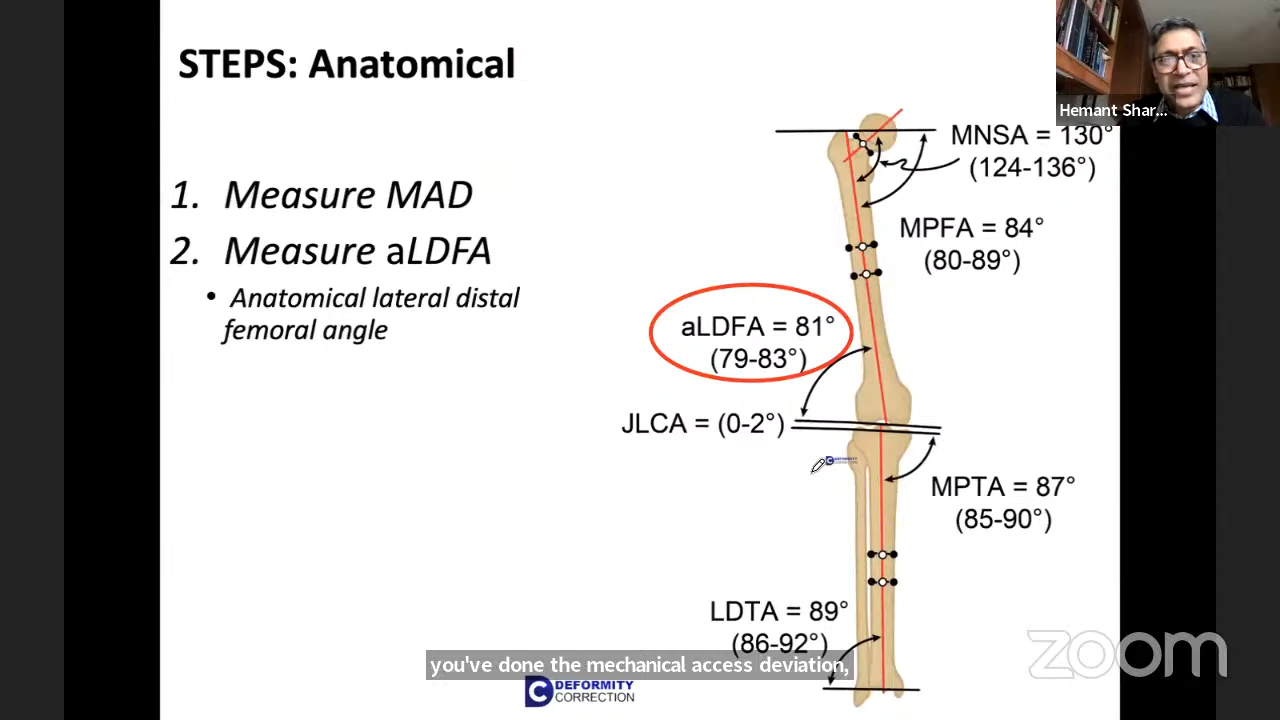 STEPS: Anatomical
Hemant Shar...
1. Measure MAD
2. Measure aLDFA
• Anatomical lateral distal
femoral angle
MNSA = 130°
(124-136°)
MPFA = 84°
(80-89°)
aLDFA = 81°
(79-83°)
JLCA = (0-2°)
DEFORMITY
CORRECTION
MPTA = 87°
(85-90°)
LDTA = 89°
(86-92°)
you've done the mechanical access deviation,
DEFORMITY
CORRECTION
zoom